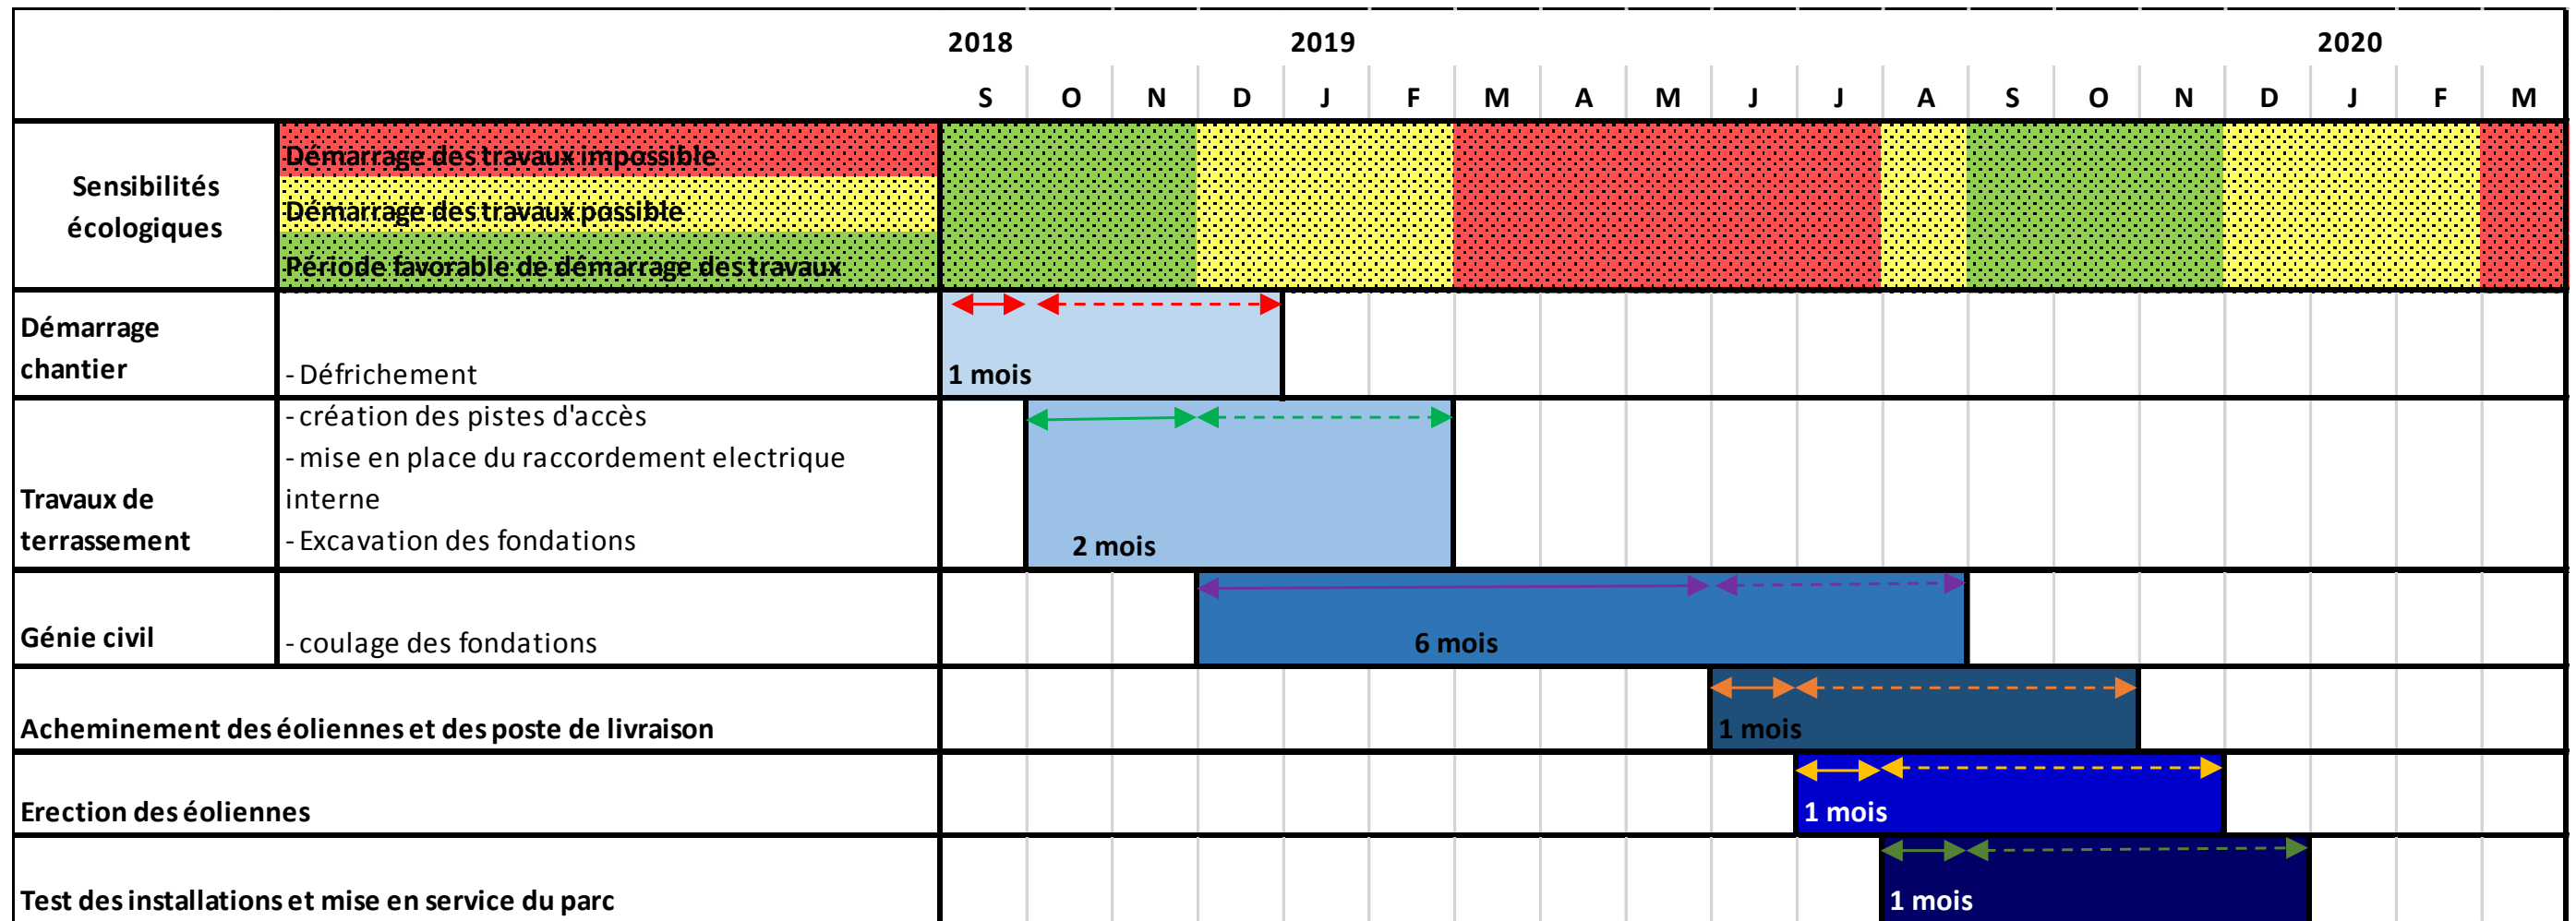 2018 2019 2020
S O N D J F M A M J J A S O N D J F M
Sensibilités
écologiques
Démarrage des travaux impossible
Démarrage des travaux possible
Période favorable de démarrage des travaux
Démarrage
chantier
- Défrichement
1 mois
Travaux de
terrassement
- création des pistes d'accès
- mise en place du raccordement electrique
interne
- Excavation des fondations
2 mois
Génie civil
- coulage des fondations
6 mois
Acheminement des éoliennes et des poste de livraison
1 mois
Erection des éoliennes
1 mois
Test des installations et mise en service du parc
1 mois